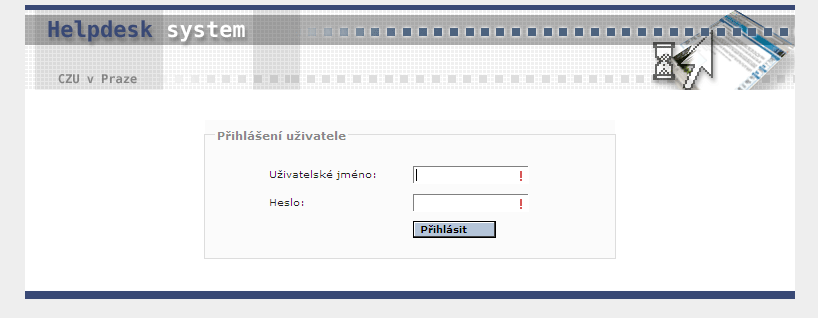 Helpdesk system
CZU v Praze
Přihlášení uživatele
Uživatelské jméno: !
Heslo: !
Přihlásit